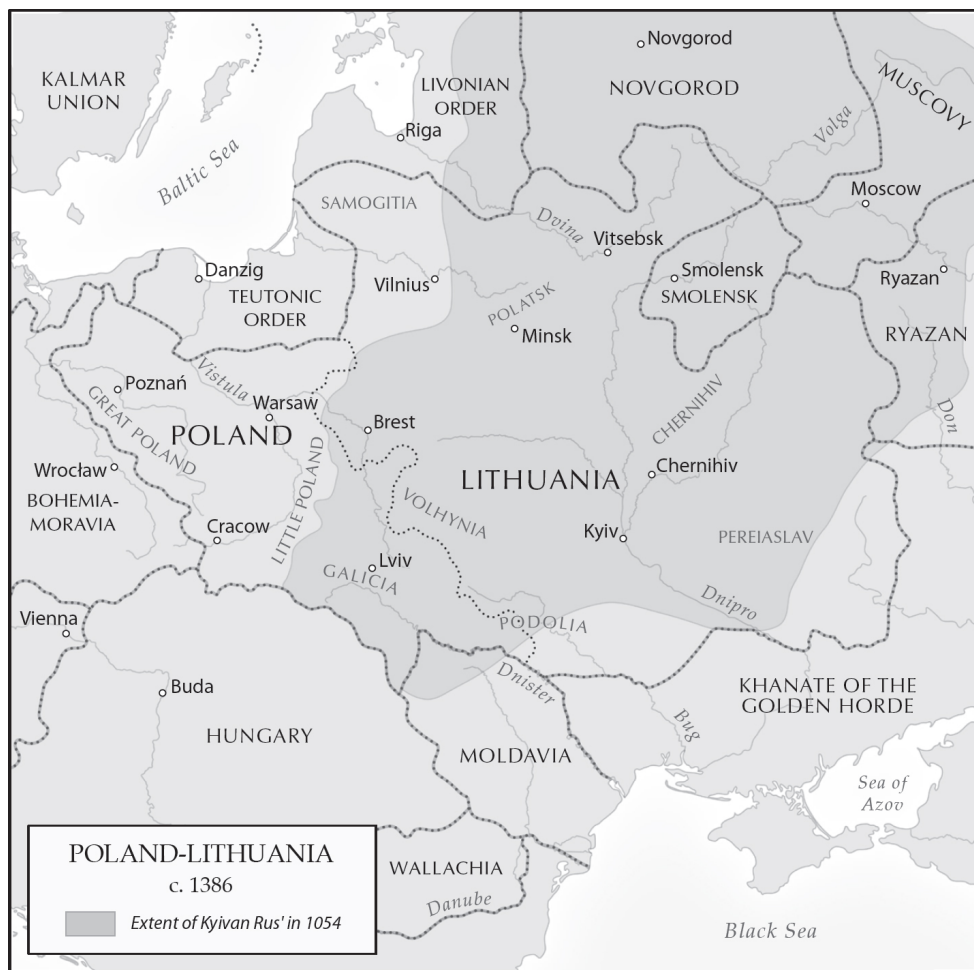 KALMAR
UNION
Baltic Sea
LIVONIAN
ORDER
Riga
Novgorod
NOVGOROD
MUSCOVY
Volga
Moscow
SAMOGITIA
Dvina
Vitsebsk
Danzig
TEUTONIC
ORDER
Vilnius
POLATSK
Minsk
Smolensk
SMOLENSK
Ryazan
RYAZAN
Don
Poznań
GREAT POLAND
Vistula
Warsaw
POLAND
LITTLE POLAND
Brest
CHERNIHIV
Chernihiv
Wrocław
BOHEMIA-
MORAVIA
LITHUANIA
VOLHYNIA
Cracow
Kyiv
PEREIASLAV
Lviv
GALICIA
Dnipro
PODOLIA
Vienna
Buda
Dnister
Bug
KHANATE OF THE
GOLDEN HORDE
HUNGARY
MOLDAVIA
Sea of
Azov
WALLACHIA
Danube
Black Sea
POLAND-LITHUANIA
c. 1386
Extent of Kyivan Rus' in 1054